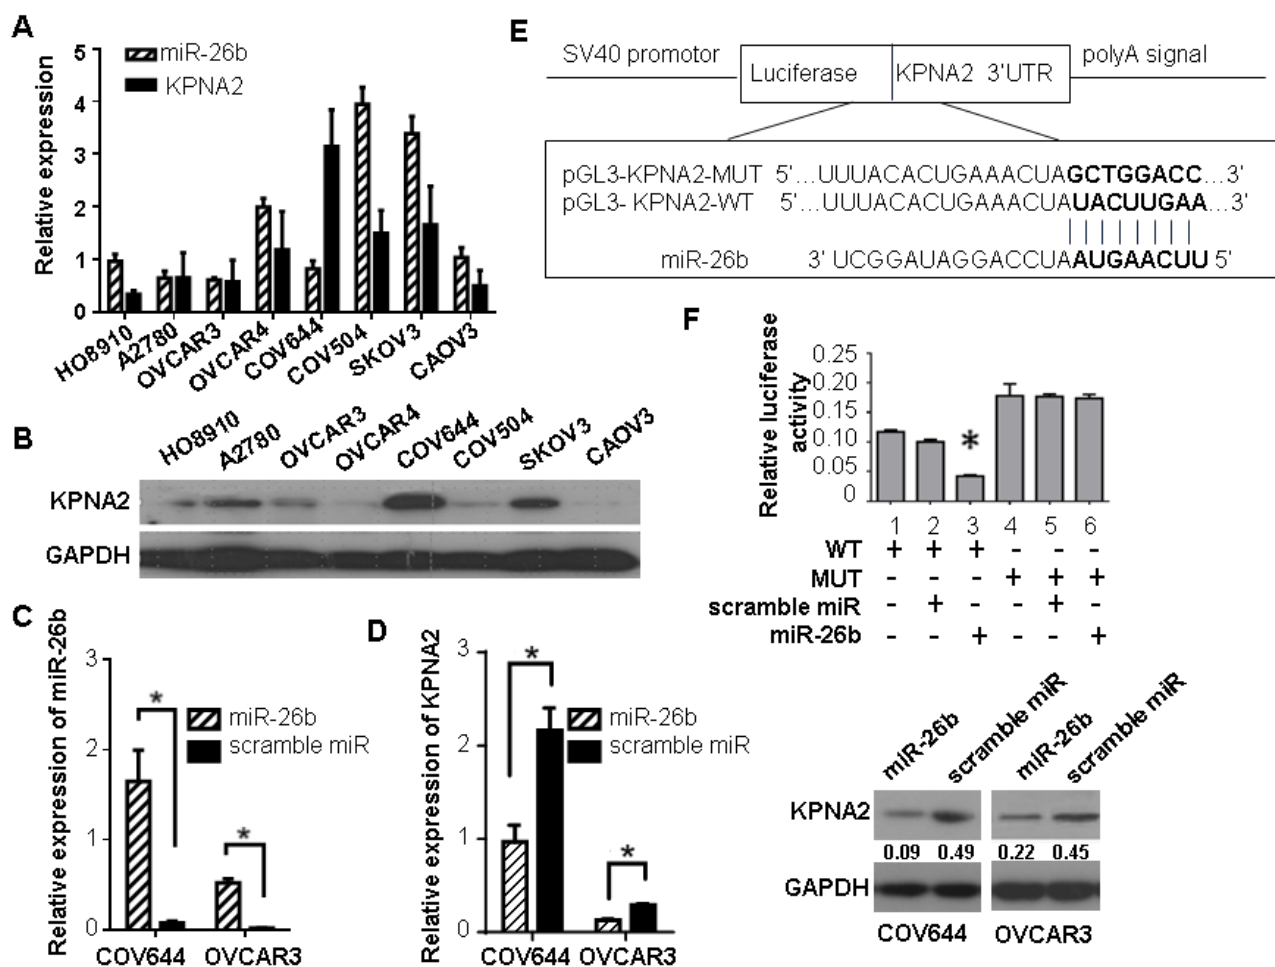 A
miR-26b
KPNA2
Relative expression
5
4
3
2
1
0
HO8910
A2780
OVCAR3
OVCAR4
COV644
COV504
SKOV3
CAOV3
B
HO8910
A2780
OVCAR3
OVCAR4
COV644
COV504
SKOV3
CAOV3
KPNA2
GAPDH
C
Relative expression of miR-26b
3
2
1
0
*
*
miR-26b
scramble miR
COV644
OVCAR3
D
Relative expression of KPNA2
3
2
1
0
*
*
miR-26b
scramble miR
COV644
OVCAR3
E
SV40 promotor
Luciferase
KPNA2 3'UTR
polyA signal
pGL3-KPNA2-MUT 5'...UUUACACUGAAACUAGCTGGACC...3'
pGL3- KPNA2-WT 5'...UUUACACUGAAACUAUACUUGAA...3'
miR-26b 3' UCGGAUAGGACCUAAUGAACUU 5'
F
Relative luciferase activity
0.25
0.20
0.15
0.10
0.05
0
*
1 2 3 4 5 6
WT + + + - - -
MUT - - - + + +
scramble miR - + - - + -
miR-26b - - + - - +
miR-26b
scramble miR
miR-26b
scramble miR
KPNA2
0.09 0.49 0.22 0.45
GAPDH
COV644 OVCAR3